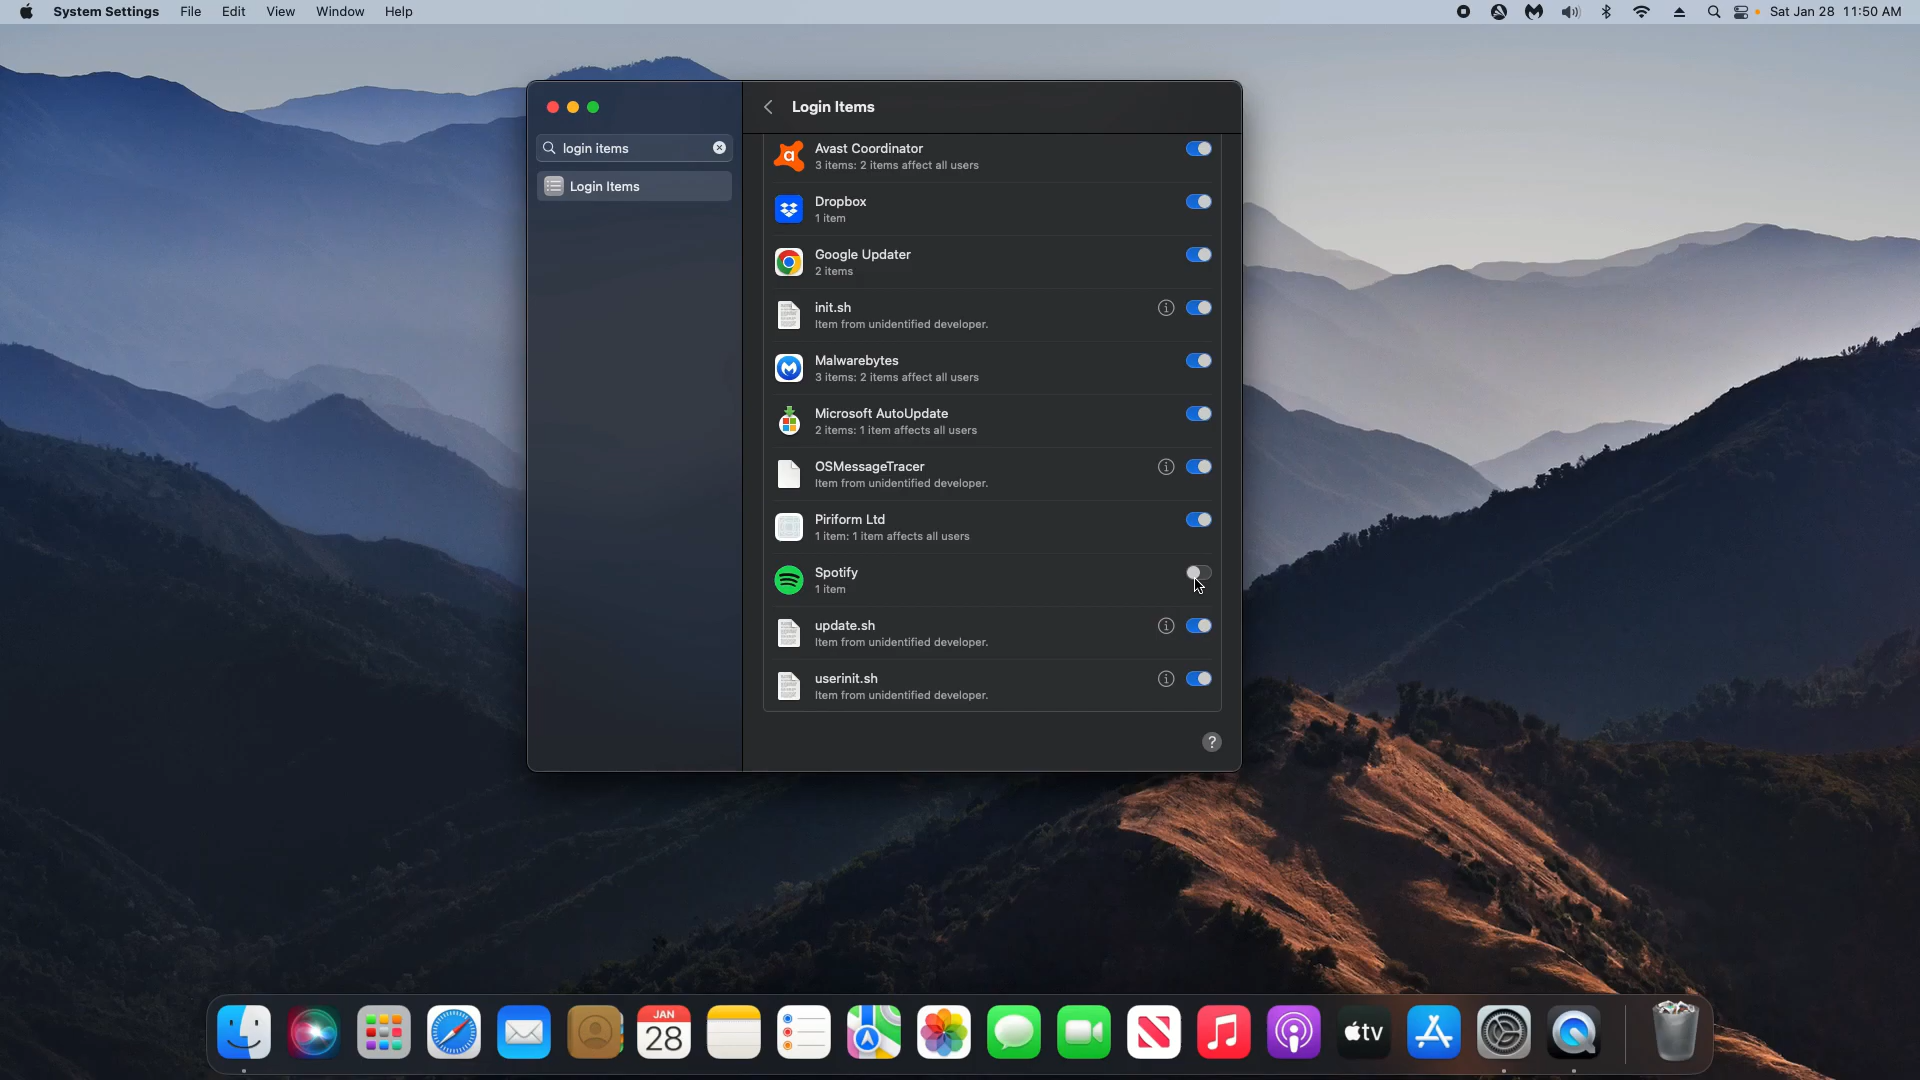 System Settings File Edit View Window Help
Sat Jan 28 11:50 AM
Login Items
login items
Login Items
Avast Coordinator
3 items: 2 items affect all users
Dropbox
1 item
Google Updater
2 items
init.sh
Item from unidentified developer.
Malwarebytes
3 items: 2 items affect all users
Microsoft AutoUpdate
2 items: 1 item affects all users
OSMessageTracer
Item from unidentified developer.
Piriform Ltd
1 item: 1 item affects all users
Spotify
1 item
update.sh
Item from unidentified developer.
userinit.sh
Item from unidentified developer.
?
JAN
28
tv